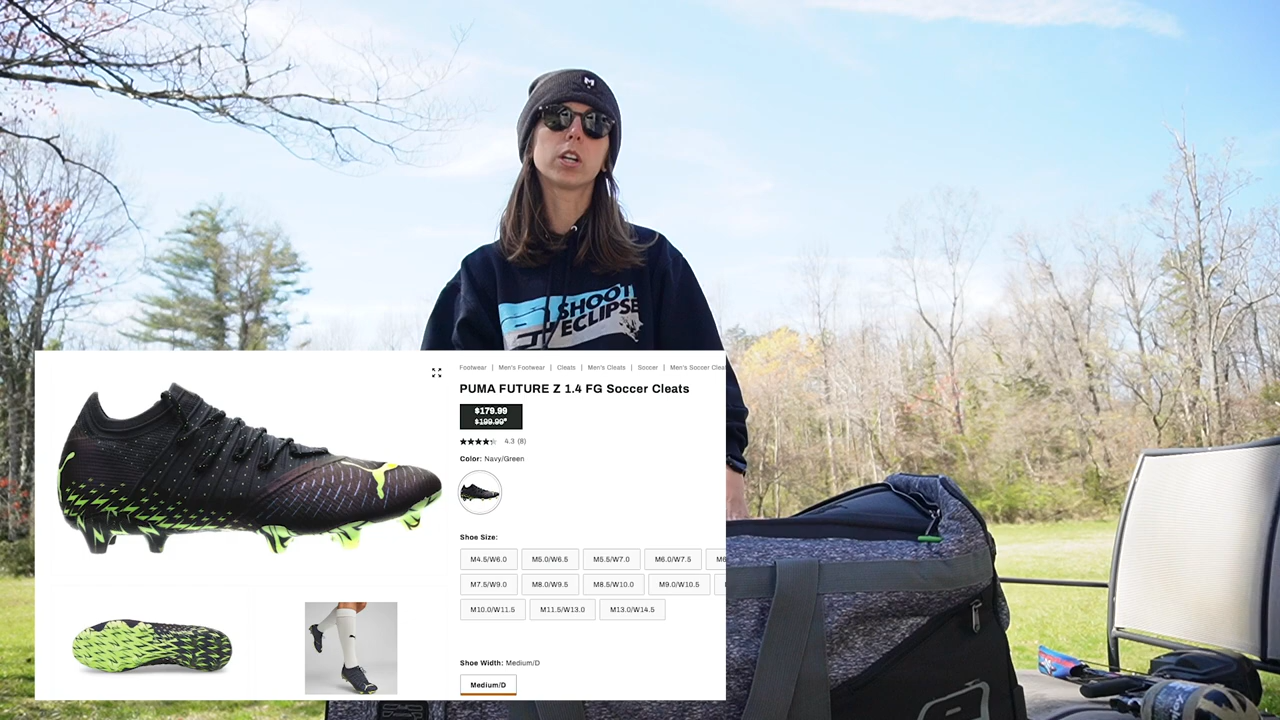 M
SHOOT
ECLIPSE
Footwear | Men's Footwear | Cleats | Men's Cleats | Soccer | Men's Soccer Clea
PUMA FUTURE Z 1.4 FG Soccer Cleats
$179.99
$199.99*
4.3 (8)
Color: Navy/Green
Shoe Size:
M4.5/W6.0 M5.0/W6.5 M5.5/W7.0 M6.0/W7.5 M6
M7.5/W9.0 M8.0/W9.5 M8.5/W10.0 M9.0/W10.5
M10.0/W11.5 M11.5/W13.0 M13.0/W14.5
Shoe Width: Medium/D
Medium/D